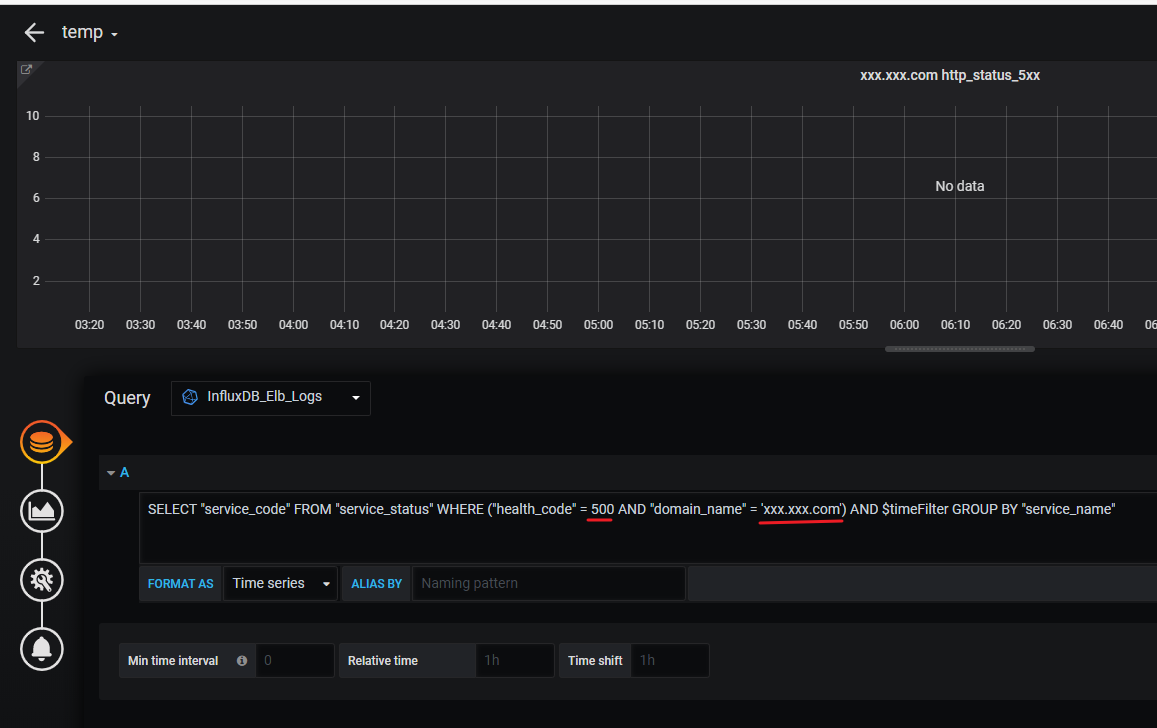 temp
xxx.xxx.com http_status_5xx
10
8
6
4
2
No data
03:20 03:30 03:40 03:50 04:00 04:10 04:20 04:30 04:40 04:50 05:00 05:10 05:20 05:30 05:40 05:50 06:00 06:10 06:20 06:30 06:40 06
Query InfluxDB_Elb_Logs
A
SELECT "service_code" FROM "service_status" WHERE ("health_code" = 500 AND "domain_name" = 'xxx.xxx.com') AND $timeFilter GROUP BY "service_name"
FORMAT AS Time series ALIAS BY Naming pattern
Min time interval 0 Relative time 1h Time shift 1h